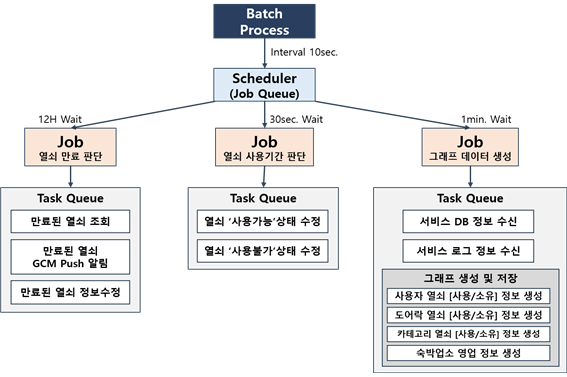 Batch
Process
Interval 10sec.
Scheduler
(Job Queue)
12H Wait
30sec. Wait
1min. Wait
Job
열쇠 만료 판단
Job
열쇠 사용기간 판단
Job
그래프 데이터 생성
Task Queue
만료된 열쇠 조회
만료된 열쇠
GCM Push 알림
만료된 열쇠 정보수정
Task Queue
열쇠 ‘사용가능’상태 수정
열쇠 ‘사용불가’상태 수정
Task Queue
서비스 DB 정보 수신
서비스 로그 정보 수신
그래프 생성 및 저장
사용자 열쇠 [사용/소유] 정보 생성
도어락 열쇠 [사용/소유] 정보 생성
카테고리 열쇠 [사용/소유] 정보 생성
숙박업소 영업 정보 생성